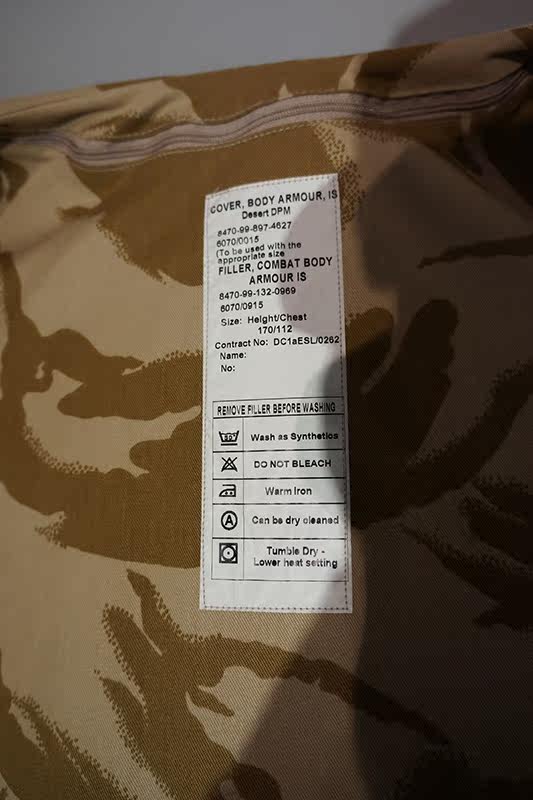 COVER, BODY ARMOUR, IS
Desert DPM
8470-99-897-4627
6070/0015
(To be used with the
appropriate size
FILLER, COMBAT BODY
ARMOUR IS
8470-99-132-0969
6070/0915
Size: Height/Chest
170/112
Contract No: DC1aESL/0262
Name:
No:
REMOVE FILLER BEFORE WASHING
Wash as Synthetics
DO NOT BLEACH
Warm Iron
A Can be dry cleaned
Tumble Dry -
Lower heat setting